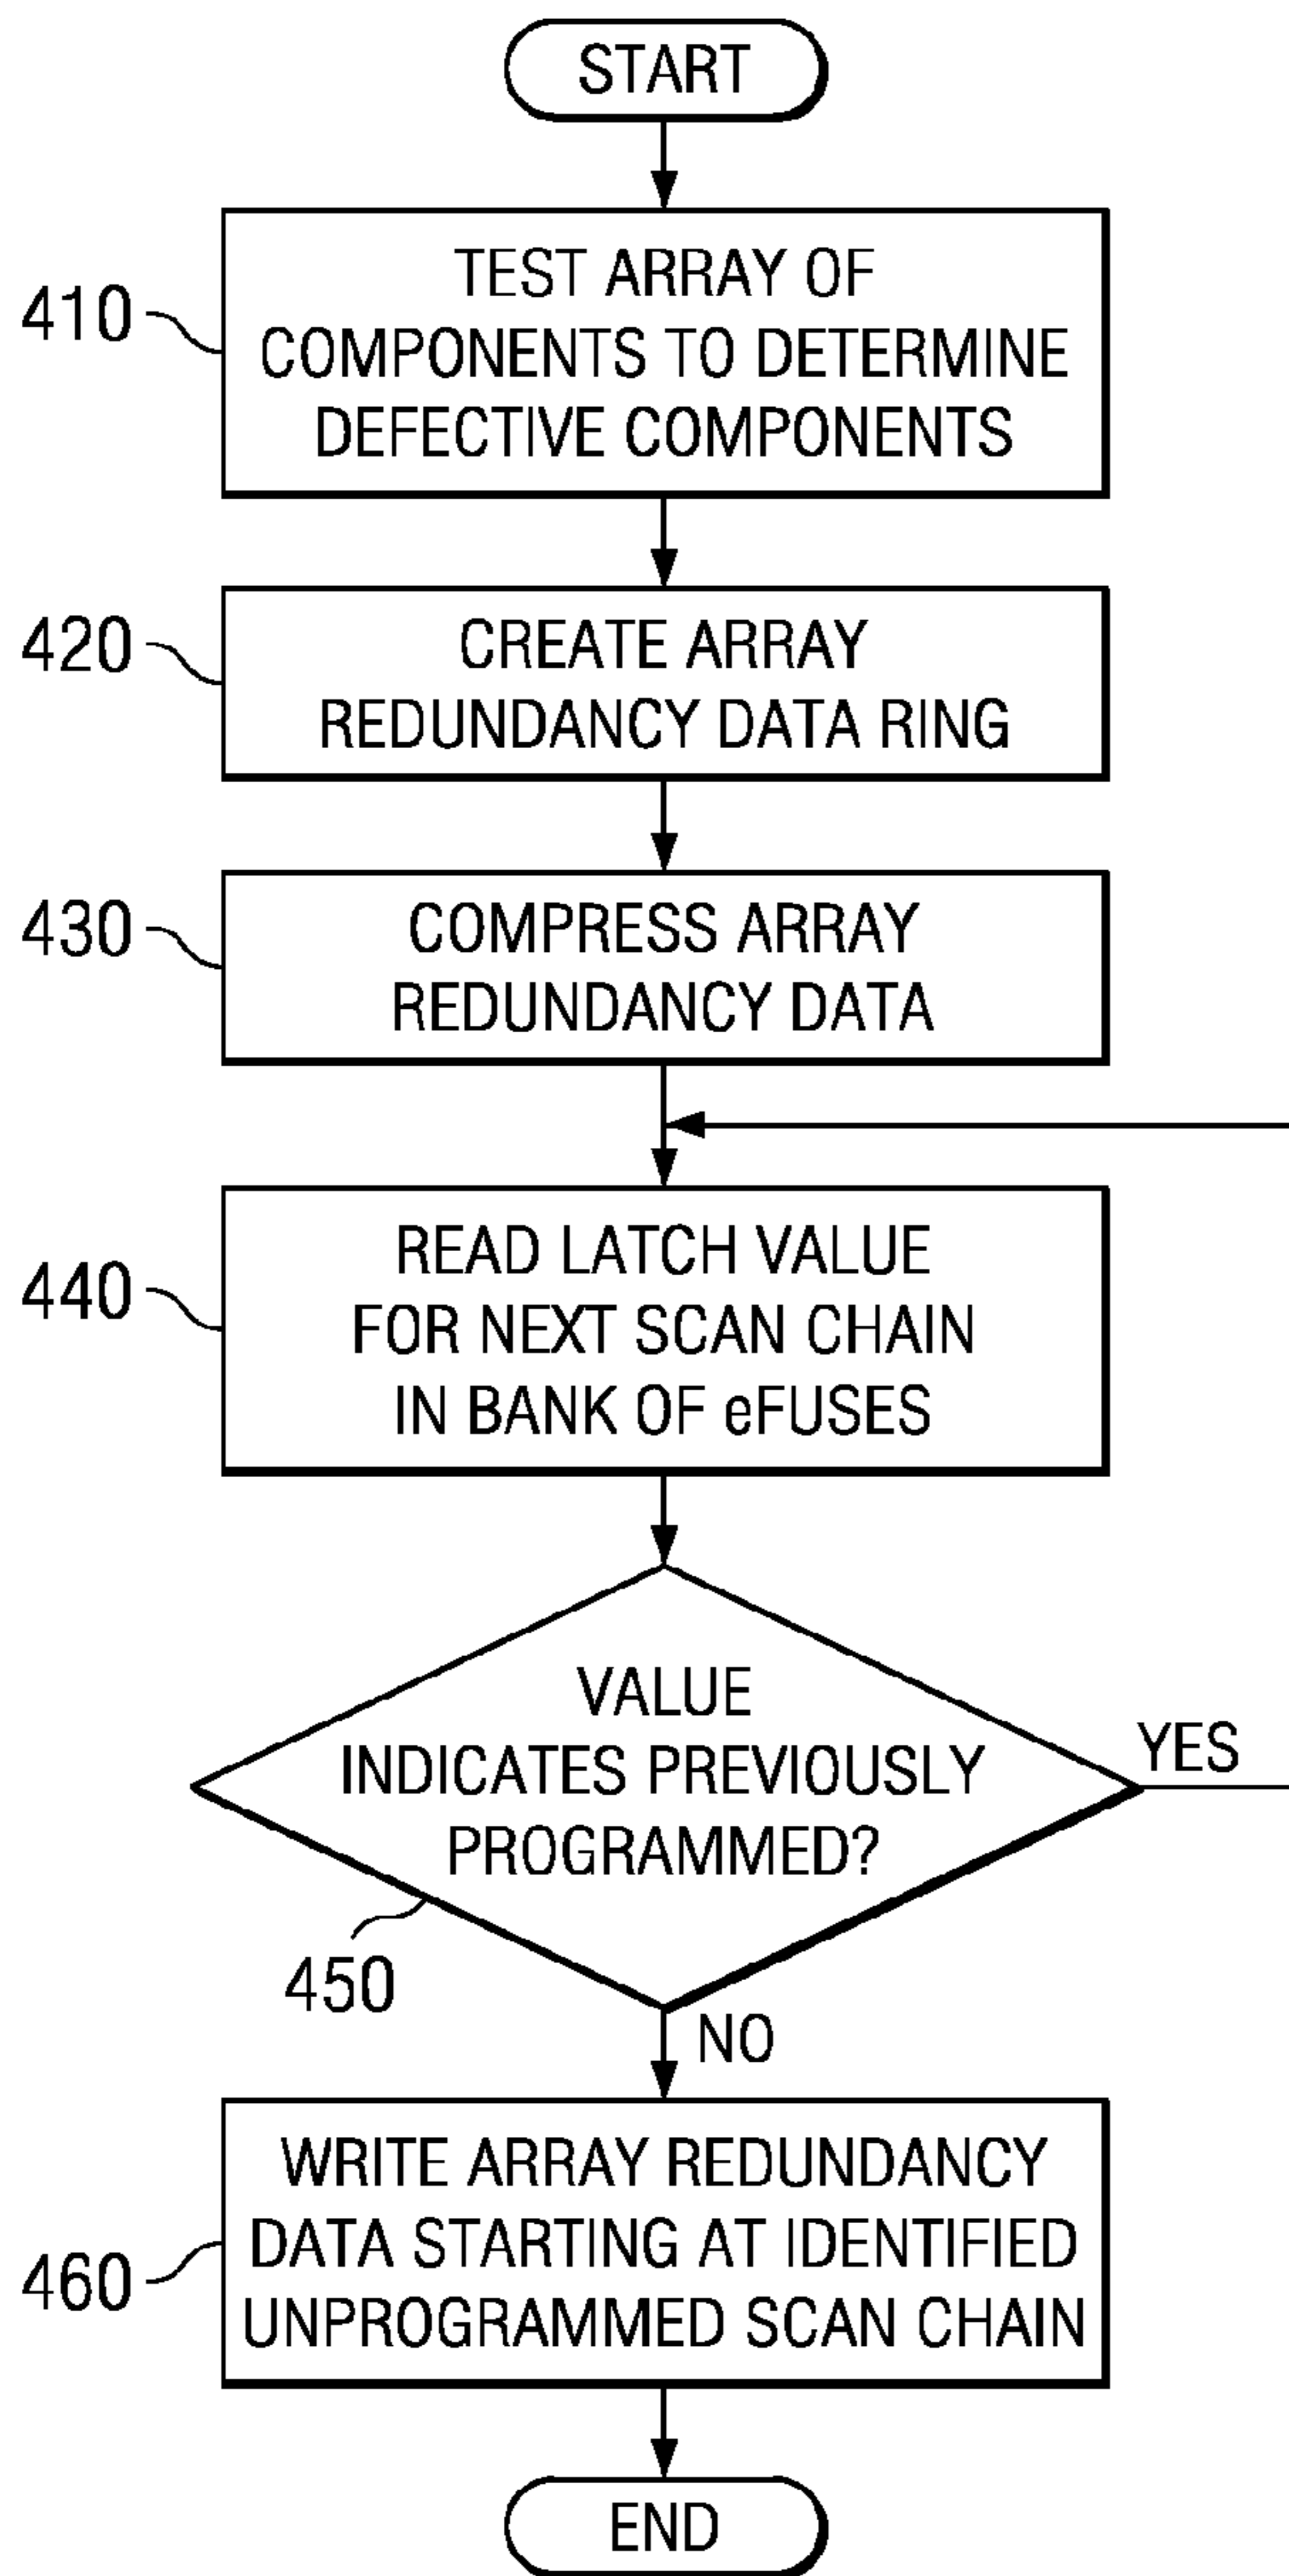 START
410
TEST ARRAY OF
COMPONENTS TO DETERMINE
DEFECTIVE COMPONENTS
420
CREATE ARRAY
REDUNDANCY DATA RING
430
COMPRESS ARRAY
REDUNDANCY DATA
440
READ LATCH VALUE
FOR NEXT SCAN CHAIN
IN BANK OF eFUSES
VALUE
INDICATES PREVIOUSLY
PROGRAMMED?
YES
450
NO
460
WRITE ARRAY REDUNDANCY
DATA STARTING AT IDENTIFIED
UNPROGRAMMED SCAN CHAIN
END